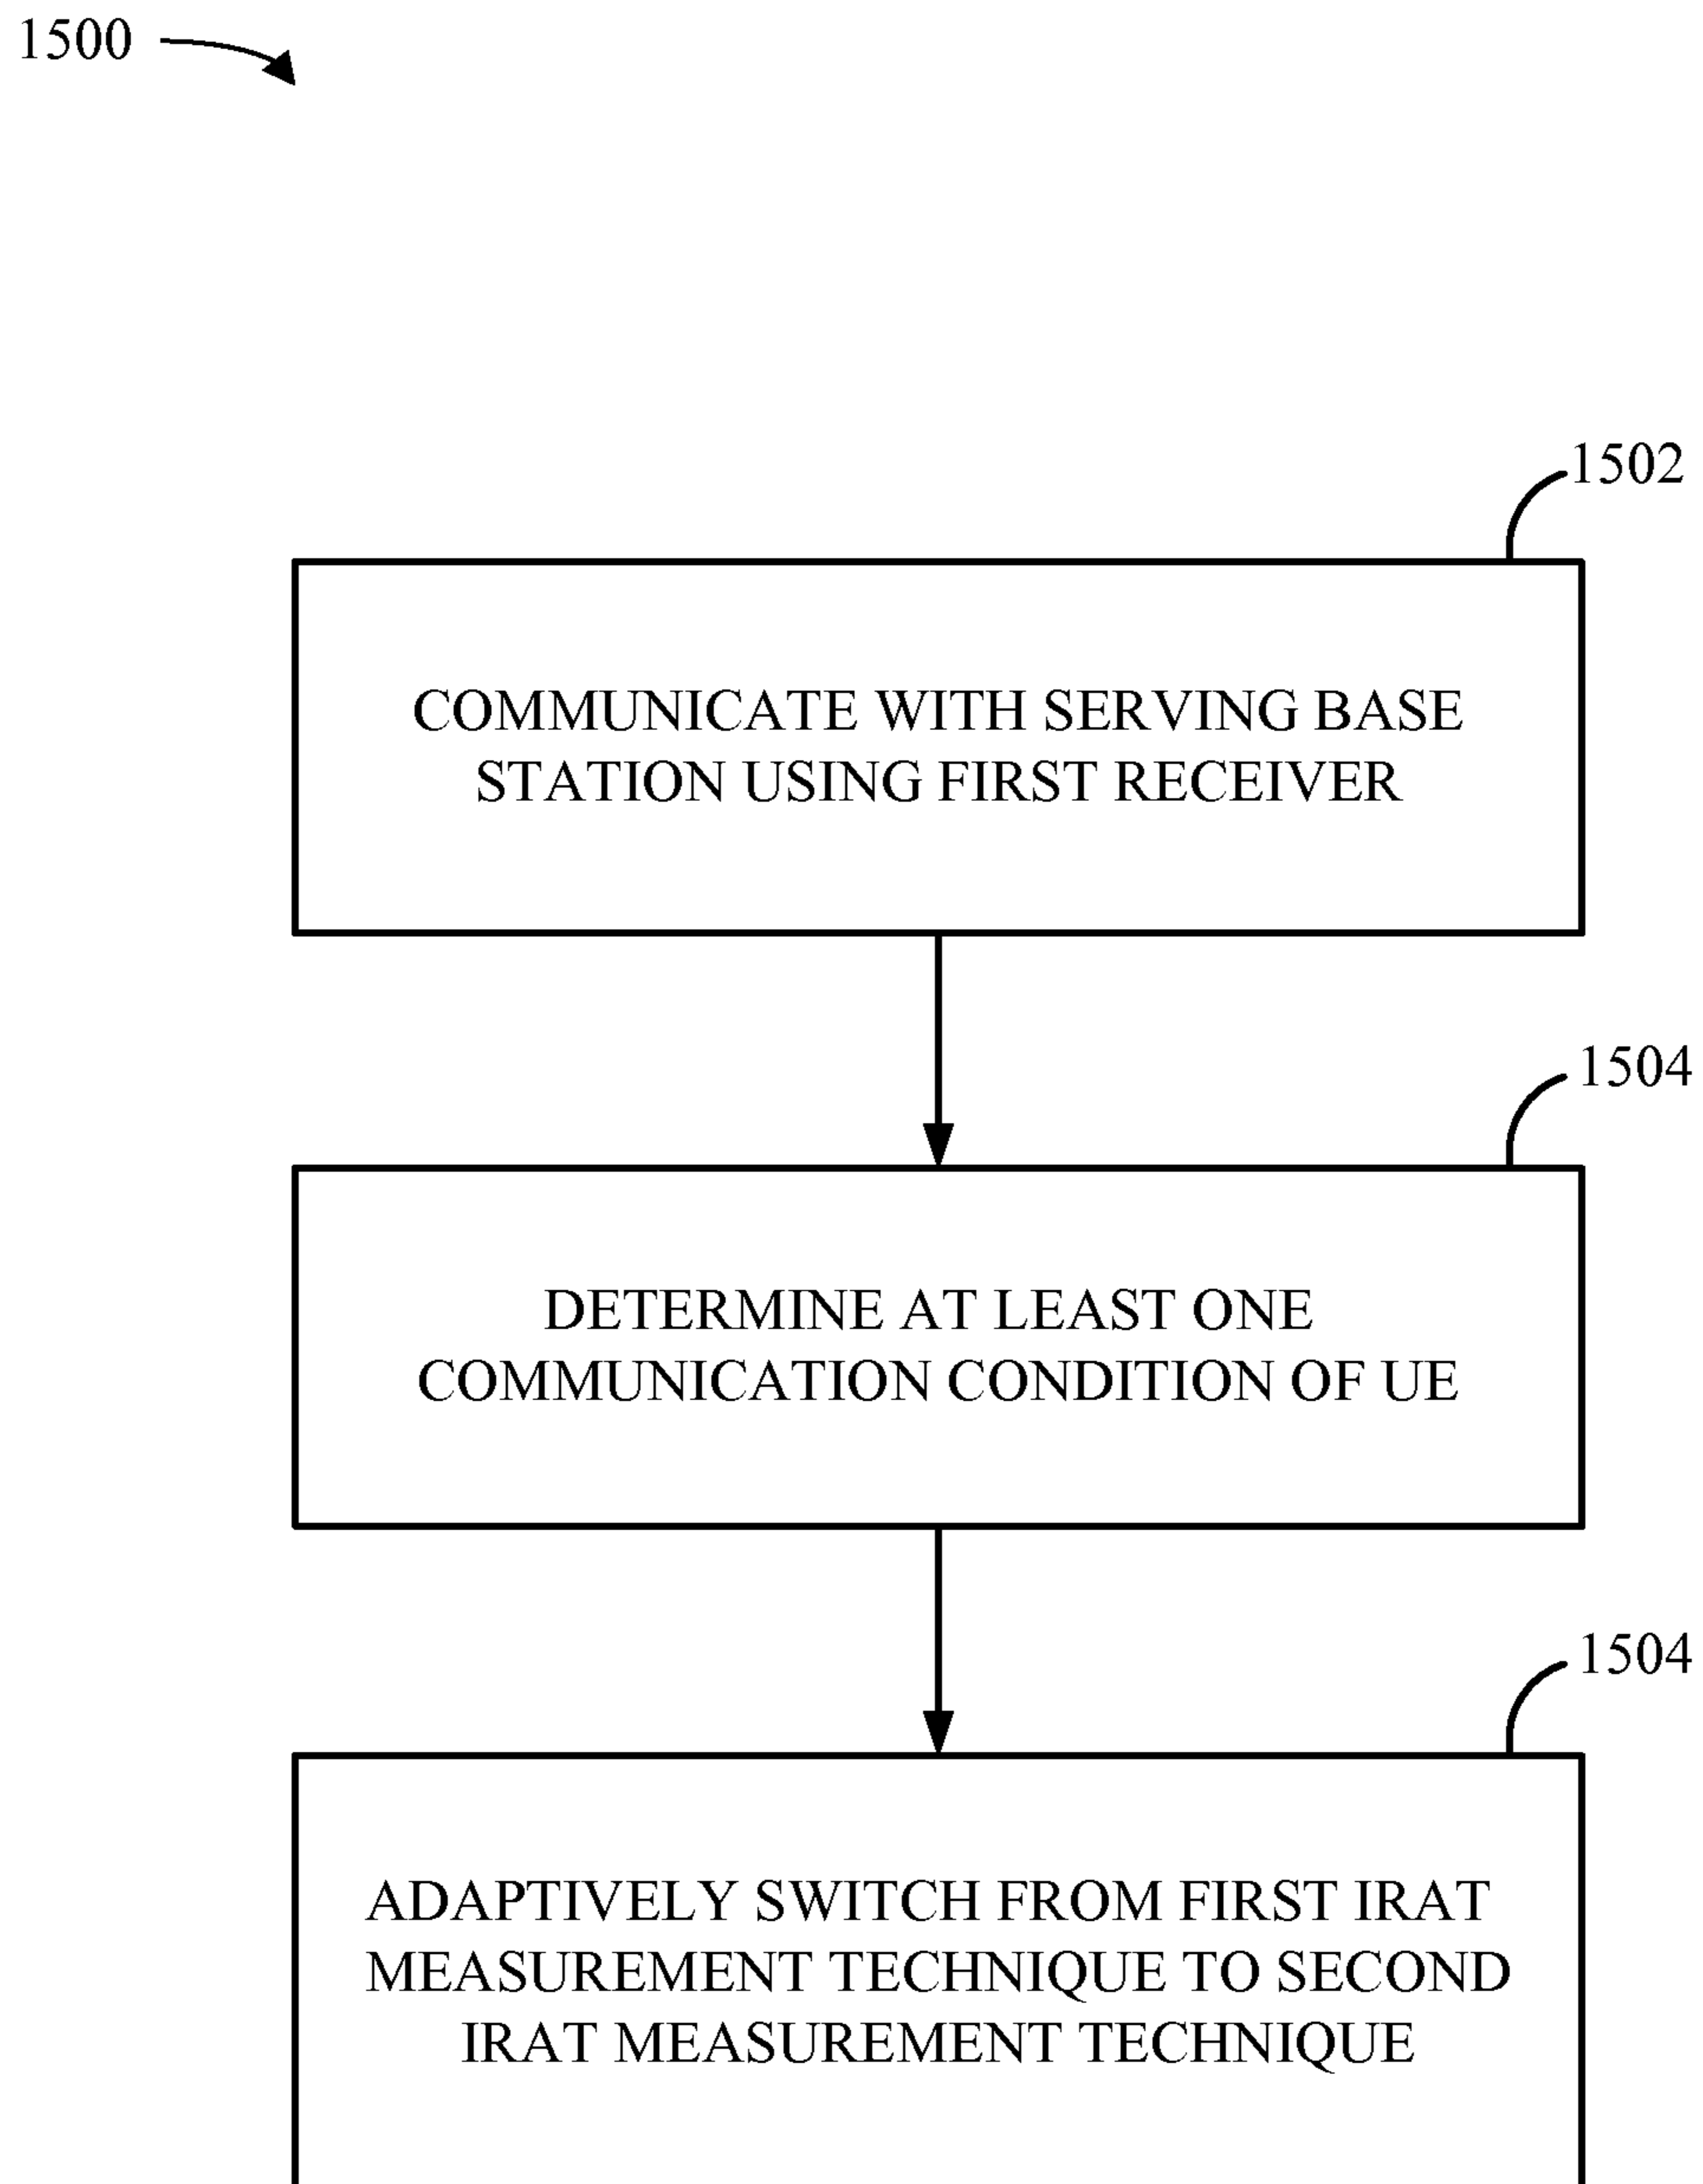 1500
1502
COMMUNICATE WITH SERVING BASE
STATION USING FIRST RECEIVER
1504
DETERMINE AT LEAST ONE
COMMUNICATION CONDITION OF UE
1504
ADAPTIVELY SWITCH FROM FIRST IRAT
MEASUREMENT TECHNIQUE TO SECOND
IRAT MEASUREMENT TECHNIQUE